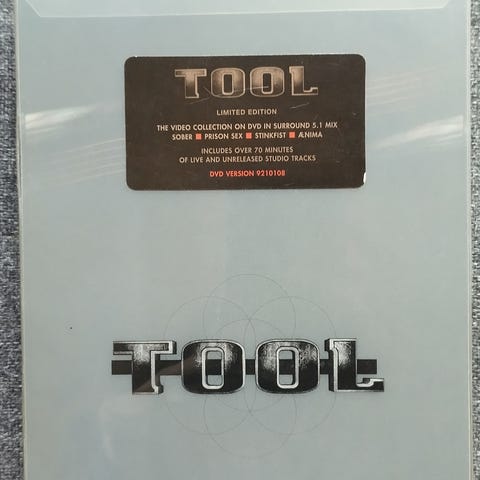 TOOL
LIMITED EDITION
THE VIDEO COLLECTION ON DVD IN SURROUND 5.1 MIX
SOBER ■ PRISON SEX ■ STINKFIST ■ ÆNIMA
INCLUDES OVER 70 MINUTES
OF LIVE AND UNRELEASED STUDIO TRACKS
DVD VERSION 9210108
TOOL